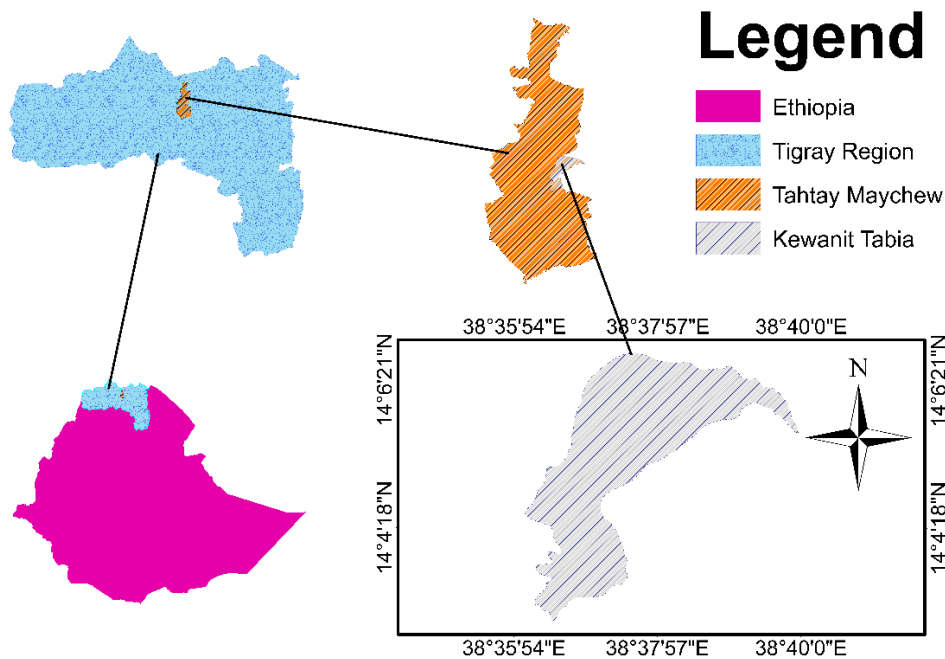 Legend
Ethiopia
Tigray Region
Tahtay Maychew
Kewanit Tabia
38°35'54"E 38°37'57"E 38°40'0"E
14°6'21"N
14°4'18"N
N
14°6'21"N
14°4'18"N
38°35'54"E 38°37'57"E 38°40'0"E